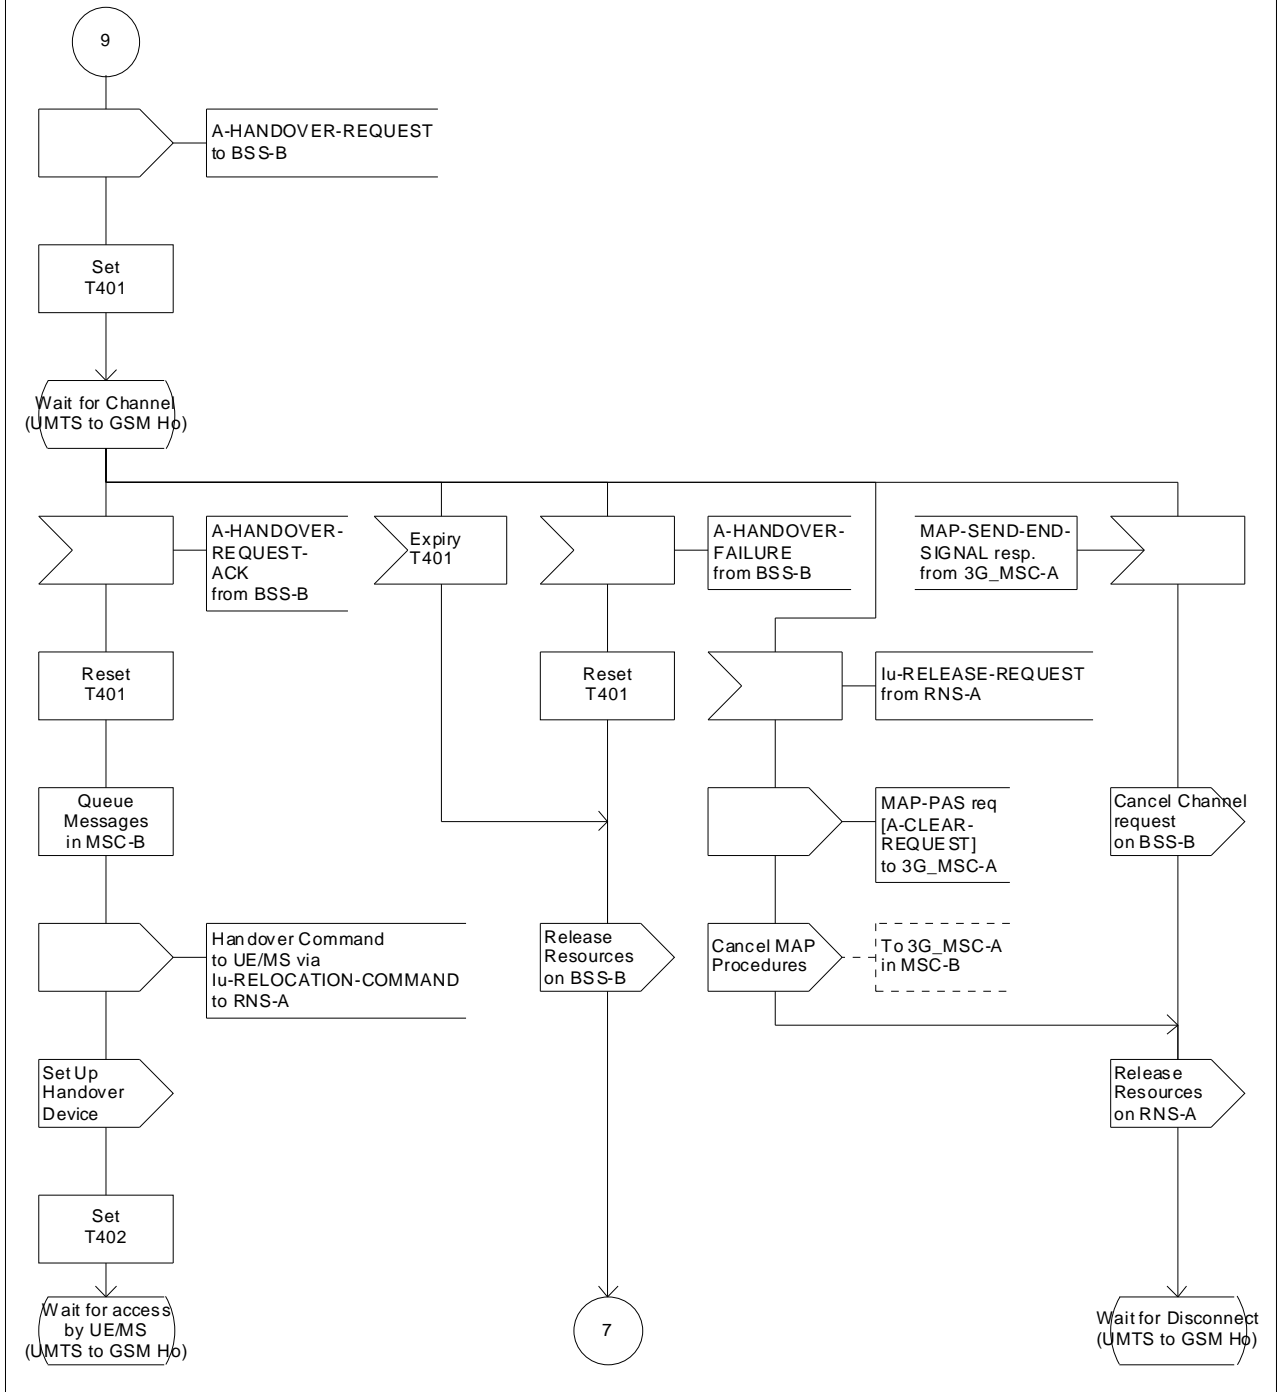 9
A-HANDOVER-REQUEST
to BSS-B
Set
T401
Wait for Channel
(UMTS to GSM Ho)
A-HANDOVER-
REQUEST-
ACK
from BSS-B
Expiry
T401
A-HANDOVER-
FAILURE
from BSS-B
MAP-SEND-END-
SIGNAL resp.
from 3G_MSC-A
Reset
T401
Reset
T401
Iu-RELEASE-REQUEST
from RNS-A
Queue
Messages
in MSC-B
MAP-PAS req
[A-CLEAR-
REQUEST]
to 3G_MSC-A
Cancel Channel
request
on BSS-B
Handover Command
to UE/MS via
Iu-RELOCATION-COMMAND
to RNS-A
Release
Resources
on BSS-B
Cancel MAP
Procedures
To 3G_MSC-A
in MSC-B
Set Up
Handover
Device
Release
Resources
on RNS-A
Set
T402
Wait for access
by UE/MS
(UMTS to GSM Ho)
7
Wait for Disconnect
(UMTS to GSM Ho)